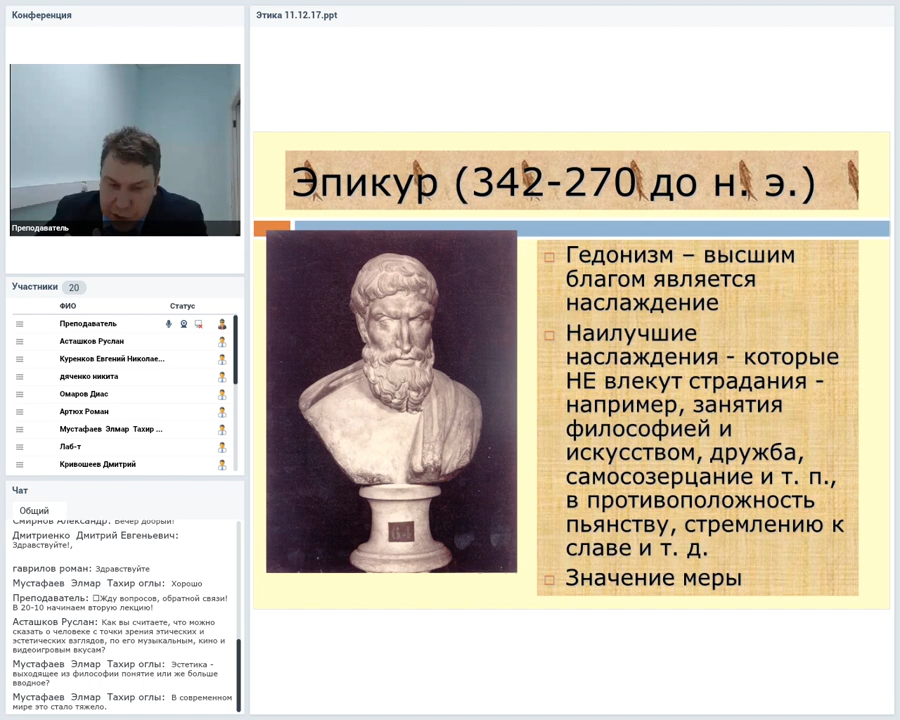 Конференция
Преподаватель
Участники 20
ФИО Статус
Преподаватель
Асташков Руслан
Куренков Евгений Николае...
дяченко никита
Омаров Диас
Артюх Роман
Мустафаев Элмар Тахир ...
Лаб-т
Кривошеев Дмитрий
Чат
Общий
Смирнов Александр: Вечер добрый!
Дмитриенко Дмитрий Евгеньевич:
Здравствуйте!,
гаврилов роман: Здравствуйте
Мустафаев Элмар Тахир оглы: Хорошо
Преподаватель: Жду вопросов, обратной связи!
В 20-10 начинаем вторую лекцию!
Асташков Руслан: Как вы считаете, что можно
сказать о человеке с точки зрения этических и
эстетических взглядов, по его музыкальным, кино и
видеоигровым вкусам?
Мустафаев Элмар Тахир оглы: Эстетика -
выходящее из философии понятие или же больше
вводное?
Мустафаев Элмар Тахир оглы: В современном
мире это стало тяжело.
Этика 11.12.17.ppt
Эпикур (342-270 до н. э.)
Гедонизм – высшим
благом является
наслаждение
Наилучшие
наслаждения - которые
НЕ влекут страдания -
например, занятия
философией и
искусством, дружба,
самосозерцание и т. п.,
в противоположность
пьянству, стремлению к
славе и т. д.
Значение меры